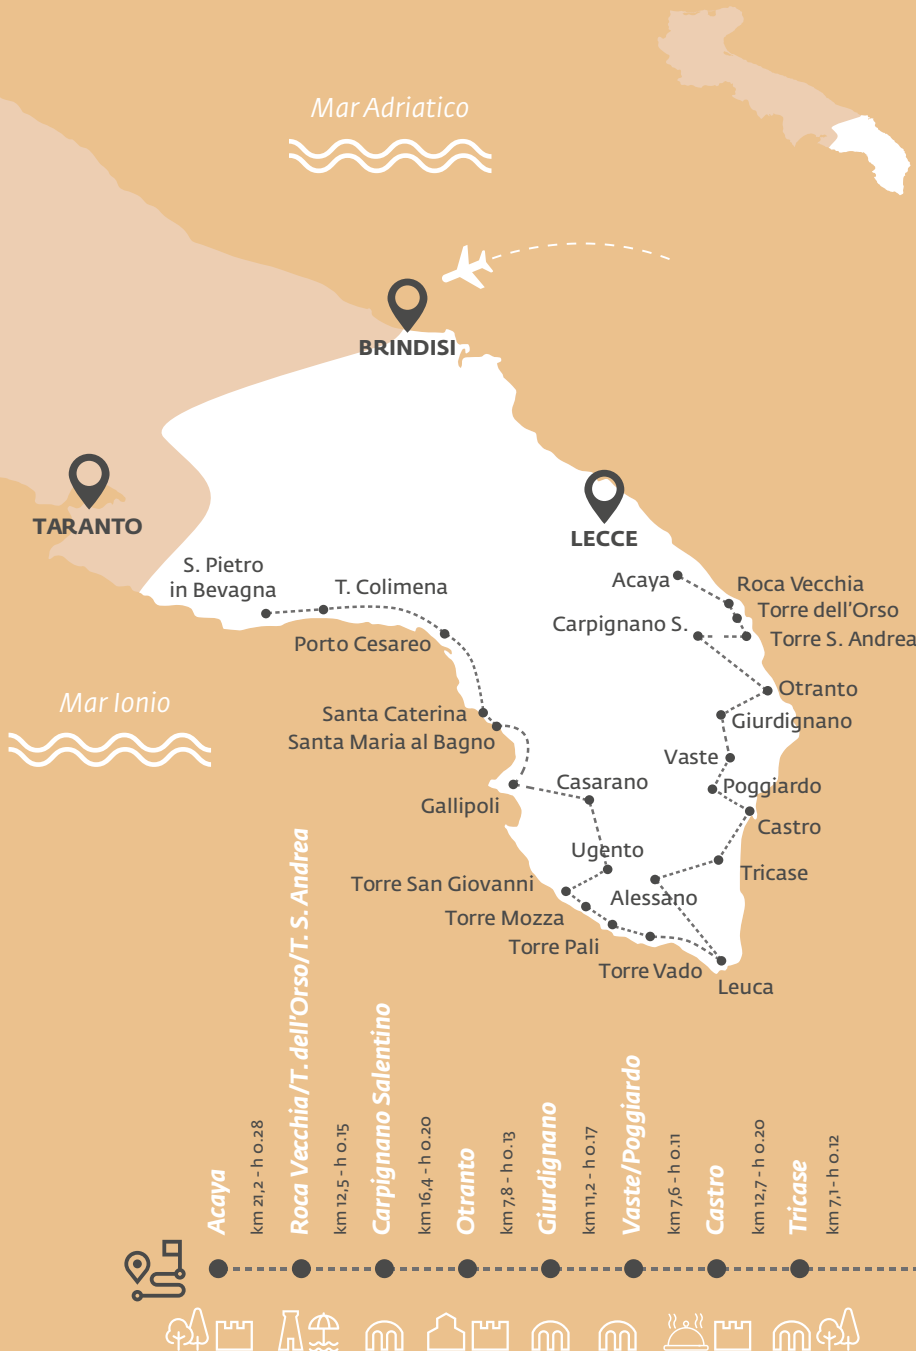 Mar Adriatico
BRINDISI
TARANTO
LECCE
S. Pietro
in Bevagna
T. Colimena
Acaya
Roca Vecchia
Torre dell'Orso
Carpignano S.
Torre S. Andrea
Porto Cesareo
Mar Ionio
Otranto
Santa Caterina
Giurdignano
Santa Maria al Bagno
Vaste
Casarano
Poggiardo
Gallipoli
Castro
Ugento
Tricase
Torre San Giovanni
Alessano
Torre Mozza
Torre Pali
Torre Vado
Leuca
Acaya
km 21,2 - h 0.28
Roca Vecchia/T. dell'Orso/T. S. Andrea
km 12,5 - h 0.15
Carpignano Salentino
km 16,4 - h 0.20
Otranto
km 7,8 - h 0.13
Giurdignano
km 11,2 - h 0.17
Vaste/Poggiardo
km 7,6 - h 0.11
Castro
km 12,7 - h 0.20
Tricase
km 7,1 - h 0.12